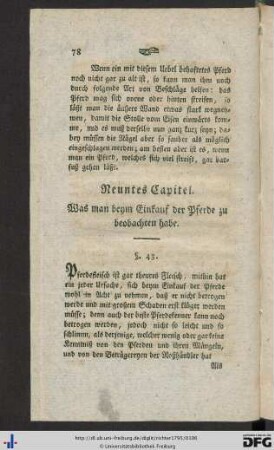 78
Wenn ein mit diesem Uebel behaftetes Pferd
noch nicht gar zu alt ist, so kann man ihm noch
durch folgende Art von Beschläge helfen: das
Pferd mag sich vorne oder hinten streifen, so
läßt man die äußere Wand etwas stark wegneh-
men, damit die Stolle vom Eisen einwärts kom-
me, und es muß derselbe nun ganz kurz seyn; da-
bey müssen die Nägel aber so sauber als möglich
eingeschlagen werden; am besten aber ist es, wenn
man ein Pferd, welches sich viel streift, gar bar-
fuß gehen läßt.
Neuntes Capitel.
Was man beym Einkauf der Pferde zu
beobachten habe.
§. 43.
Pferdefleisch ist gar theures Fleisch; mithin hat
ein jeder Ursache, sich beym Einkauf der Pferde
wohl in Acht zu nehmen, daß er nicht betrogen
werde und mit großem Schaden erst klüger werden
müsse; denn auch der beste Pferdekenner kann noch
betrogen werden, jedoch nicht so leicht und so
schlimm, als derjenige, welcher wenig oder gar keine
Kenntniß von den Pferden und ihren Mängeln,
und von den Betrügereyen der Roßhändler hat
Als
© Universitätsbibliothek Freiburg